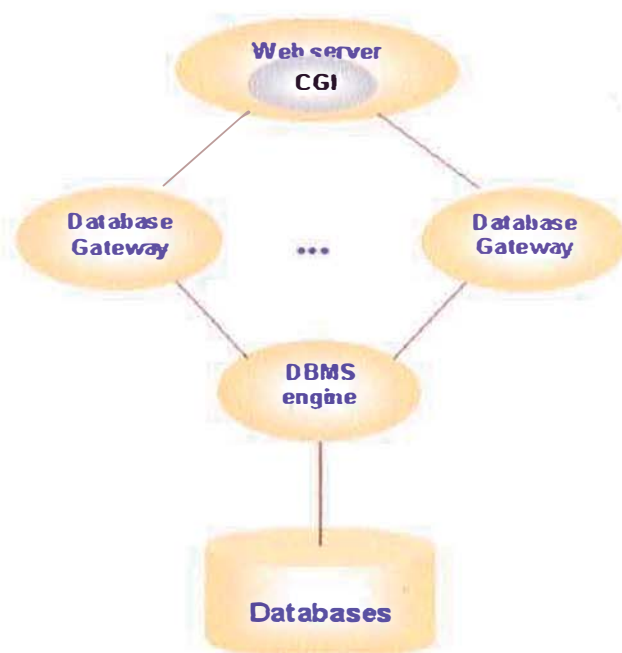 Web server
CGI
Database
Gateway
...
Database
Gateway
DBMS
engine
Databases